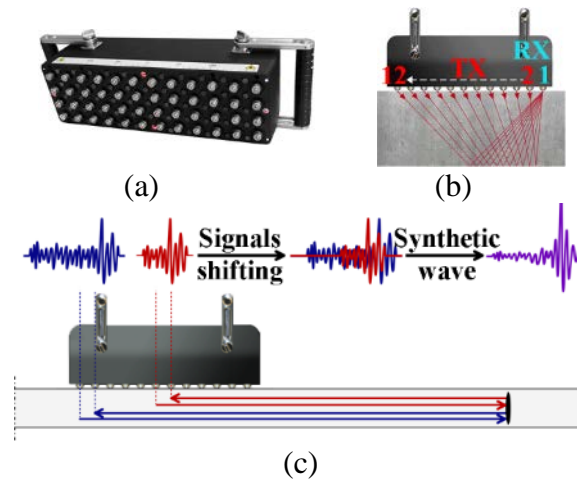 RX
12 TX 2 1
(a)
(b)
Signals
shifting
Synthetic
wave
(c)